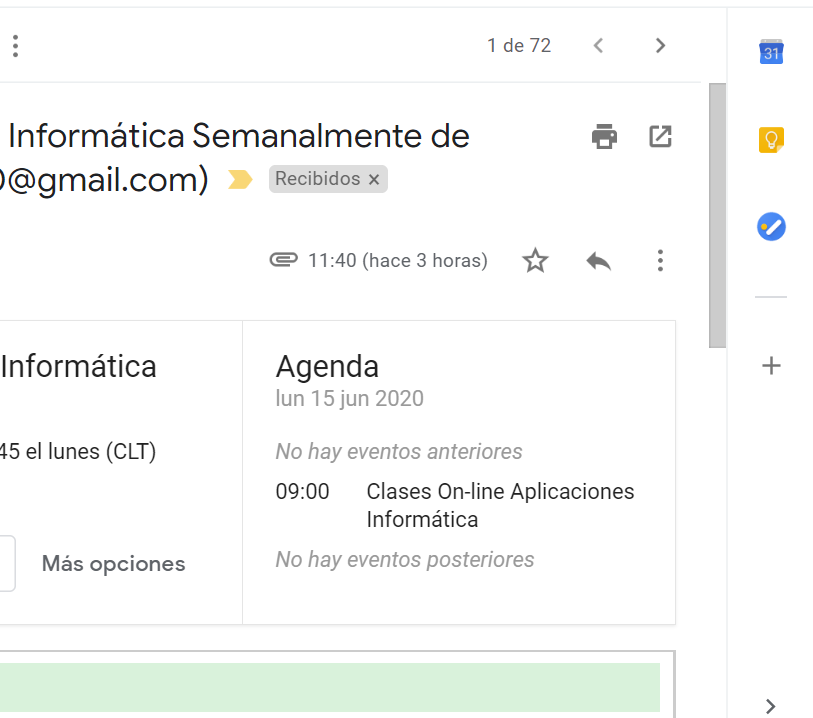 1 de 72
31
Informática Semanalmente de
@gmail.com)
Recibidos
11:40 (hace 3 horas)
Informática
45 el lunes (CLT)
Más opciones
Agenda
lun 15 jun 2020
No hay eventos anteriores
09:00 Clases On-line Aplicaciones
Informática
No hay eventos posteriores